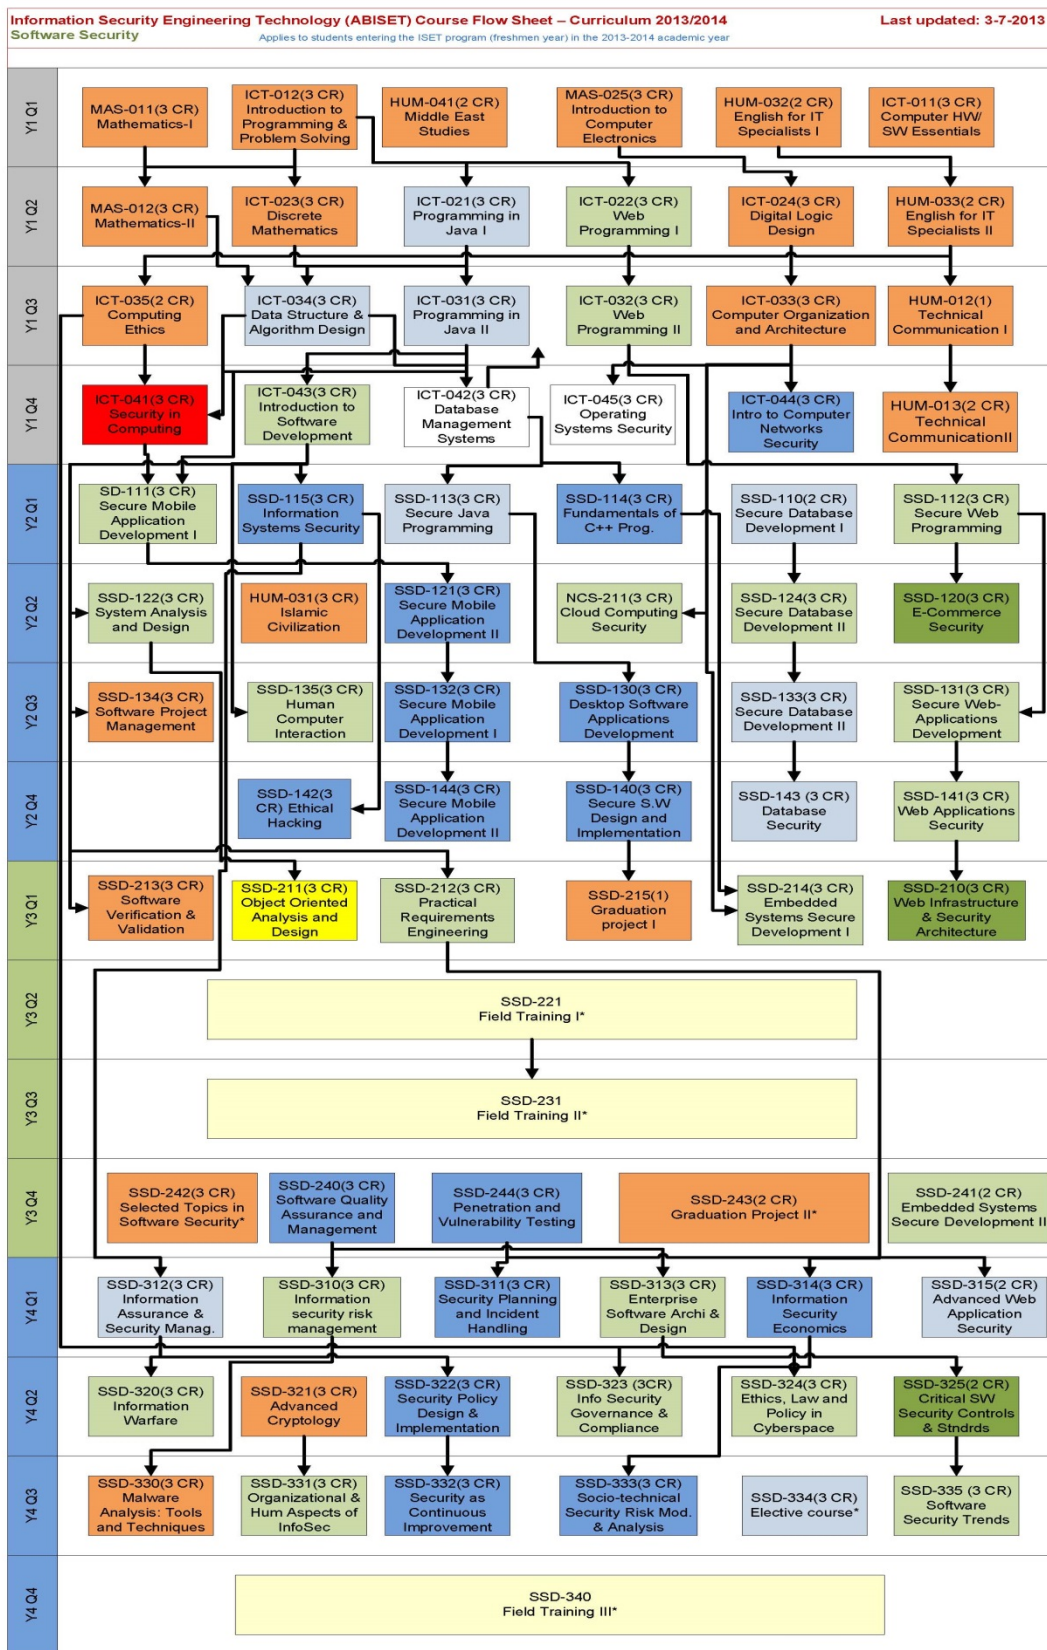 Information Security Engineering Technology (ABISET) Course Flow Sheet – Curriculum 2013/2014
Last updated: 3-7-2013
Software Security
Applies to students entering the ISET program (freshmen year) in the 2013-2014 academic year
Y1 Q1
MAS-011(3 CR)
Mathematics-I
ICT-012(3 CR)
Introduction to
Programming &
Problem Solving
HUM-041(2 CR)
Middle East
Studies
MAS-025(3 CR)
Introduction to
Computer
Electronics
HUM-032(2 CR)
English for IT
Specialists I
ICT-011(3 CR)
Computer HW/
SW Essentials
Y1 Q2
MAS-012(3 CR)
Mathematics-II
ICT-023(3 CR)
Discrete
Mathematics
ICT-021(3 CR)
Programming in
Java I
ICT-022(3 CR)
Web
Programming I
ICT-024(3 CR)
Digital Logic
Design
HUM-033(2 CR)
English for IT
Specialists II
Y1 Q3
ICT-035(2 CR)
Computing
Ethics
ICT-034(3 CR)
Data Structure &
Algorithm Design
ICT-031(3 CR)
Programming in
Java II
ICT-032(3 CR)
Web
Programming II
ICT-033(3 CR)
Computer Organization
and Architecture
HUM-012(1)
Technical
Communication I
Y1 Q4
ICT-041(3 CR)
Security in
Computing
ICT-043(3 CR)
Introduction to
Software
Development
ICT-042(3 CR)
Database
Management
Systems
ICT-045(3 CR)
Operating
Systems Security
ICT-044(3 CR)
Intro to Computer
Networks
Security
HUM-013(2 CR)
Technical
CommunicationII
Y2 Q1
SD-111(3 CR)
Secure Mobile
Application
Development I
SSD-115(3 CR)
Information
Systems Security
SSD-113(3 CR)
Secure Java
Programming
SSD-114(3 CR)
Fundamentals of
C++ Prog.
SSD-110(2 CR)
Secure Database
Development I
SSD-112(3 CR)
Secure Web
Programming
Y2 Q2
SSD-122(3 CR)
System Analysis
and Design
HUM-031(3 CR)
Islamic
Civilization
SSD-121(3 CR)
Secure Mobile
Application
Development II
NCS-211(3 CR)
Cloud Computing
Security
SSD-124(3 CR)
Secure Database
Development II
SSD-120(3 CR)
E-Commerce
Security
Y2 Q3
SSD-134(3 CR)
Software Project
Management
SSD-135(3 CR)
Human
Computer
Interaction
SSD-132(3 CR)
Secure Mobile
Application
Development I
SSD-130(3 CR)
Desktop Software
Applications
Development
SSD-133(3 CR)
Secure Database
Development II
SSD-131(3 CR)
Secure Web-
Applications
Development
Y2 Q4
SSD-142(3
CR) Ethical
Hacking
SSD-144(3 CR)
Secure Mobile
Application
Development II
SSD-140(3 CR)
Secure S.W
Design and
Implementation
SSD-143 (3 CR)
Database
Security
SSD-141(3 CR)
Web Applications
Security
Y3 Q1
SSD-213(3 CR)
Software
Verification &
Validation
SSD-211(3 CR)
Object Oriented
Analysis and
Design
SSD-212(3 CR)
Practical
Requirements
Engineering
SSD-215(1)
Graduation
project I
SSD-214(3 CR)
Embedded
Systems Secure
Development I
SSD-210(3 CR)
Web Infrastructure
& Security
Architecture
Y3 Q2
SSD-221
Field Training I*
Y3 Q3
SSD-231
Field Training II*
Y3 Q4
SSD-242(3 CR)
Selected Topics in
Software Security*
SSD-240(3 CR)
Software Quality
Assurance and
Management
SSD-244(3 CR)
Penetration and
Vulnerability Testing
SSD-243(2 CR)
Graduation Project II*
SSD-241(2 CR)
Embedded Systems
Secure Development II
Y4 Q1
SSD-312(3 CR)
Information
Assurance &
Security Manag.
SSD-310(3 CR)
Information
security risk
management
SSD-311(3 CR)
Security Planning
and Incident
Handling
SSD-313(3 CR)
Enterprise
Software Archi &
Design
SSD-314(3 CR)
Information
Security
Economics
SSD-315(2 CR)
Advanced Web
Application
Security
Y4 Q2
SSD-320(3 CR)
Information
Warfare
SSD-321(3 CR)
Advanced
Cryptology
SSD-322(3 CR)
Security Policy
Design &
Implementation
SSD-323 (3CR)
Info Security
Governance &
Compliance
SSD-324(3 CR)
Ethics, Law and
Policy in
Cyberspace
SSD-325(2 CR)
Critical SW
Security Controls
& Stndrds
Y4 Q3
SSD-330(3 CR)
Malware
Analysis: Tools
and Techniques
SSD-331(3 CR)
Organizational &
Hum Aspects of
InfoSec
SSD-332(3 CR)
Security as
Continuous
Improvement
SSD-333(3 CR)
Socio-technical
Security Risk Mod.
& Analysis
SSD-334(3 CR)
Elective course*
SSD-335 (3 CR)
Software
Security Trends
Y4 Q4
SSD-340
Field Training III*